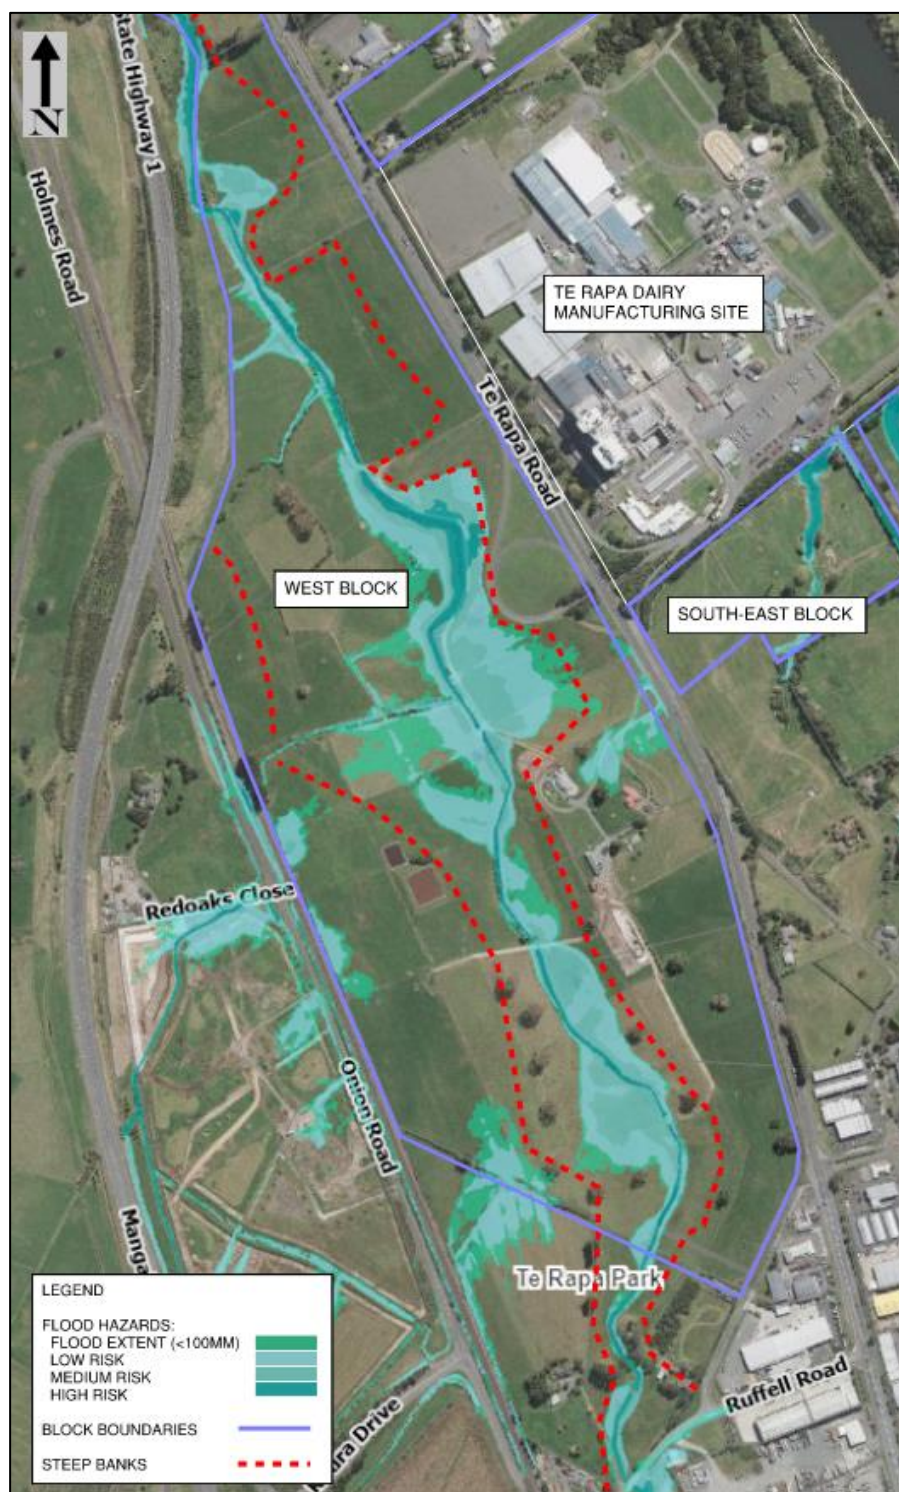 State Highway 1
N
Holmes Road
TE RAPA DAIRY
MANUFACTURING SITE
Te Rapa Road
WEST BLOCK
SOUTH-EAST BLOCK
Redoaks Close
Onion Road
Manga
Te Rapa Park
Ruffell Road
Drive
LEGEND
FLOOD HAZARDS:
FLOOD EXTENT (<100MM)
LOW RISK
MEDIUM RISK
HIGH RISK
BLOCK BOUNDARIES
STEEP BANKS